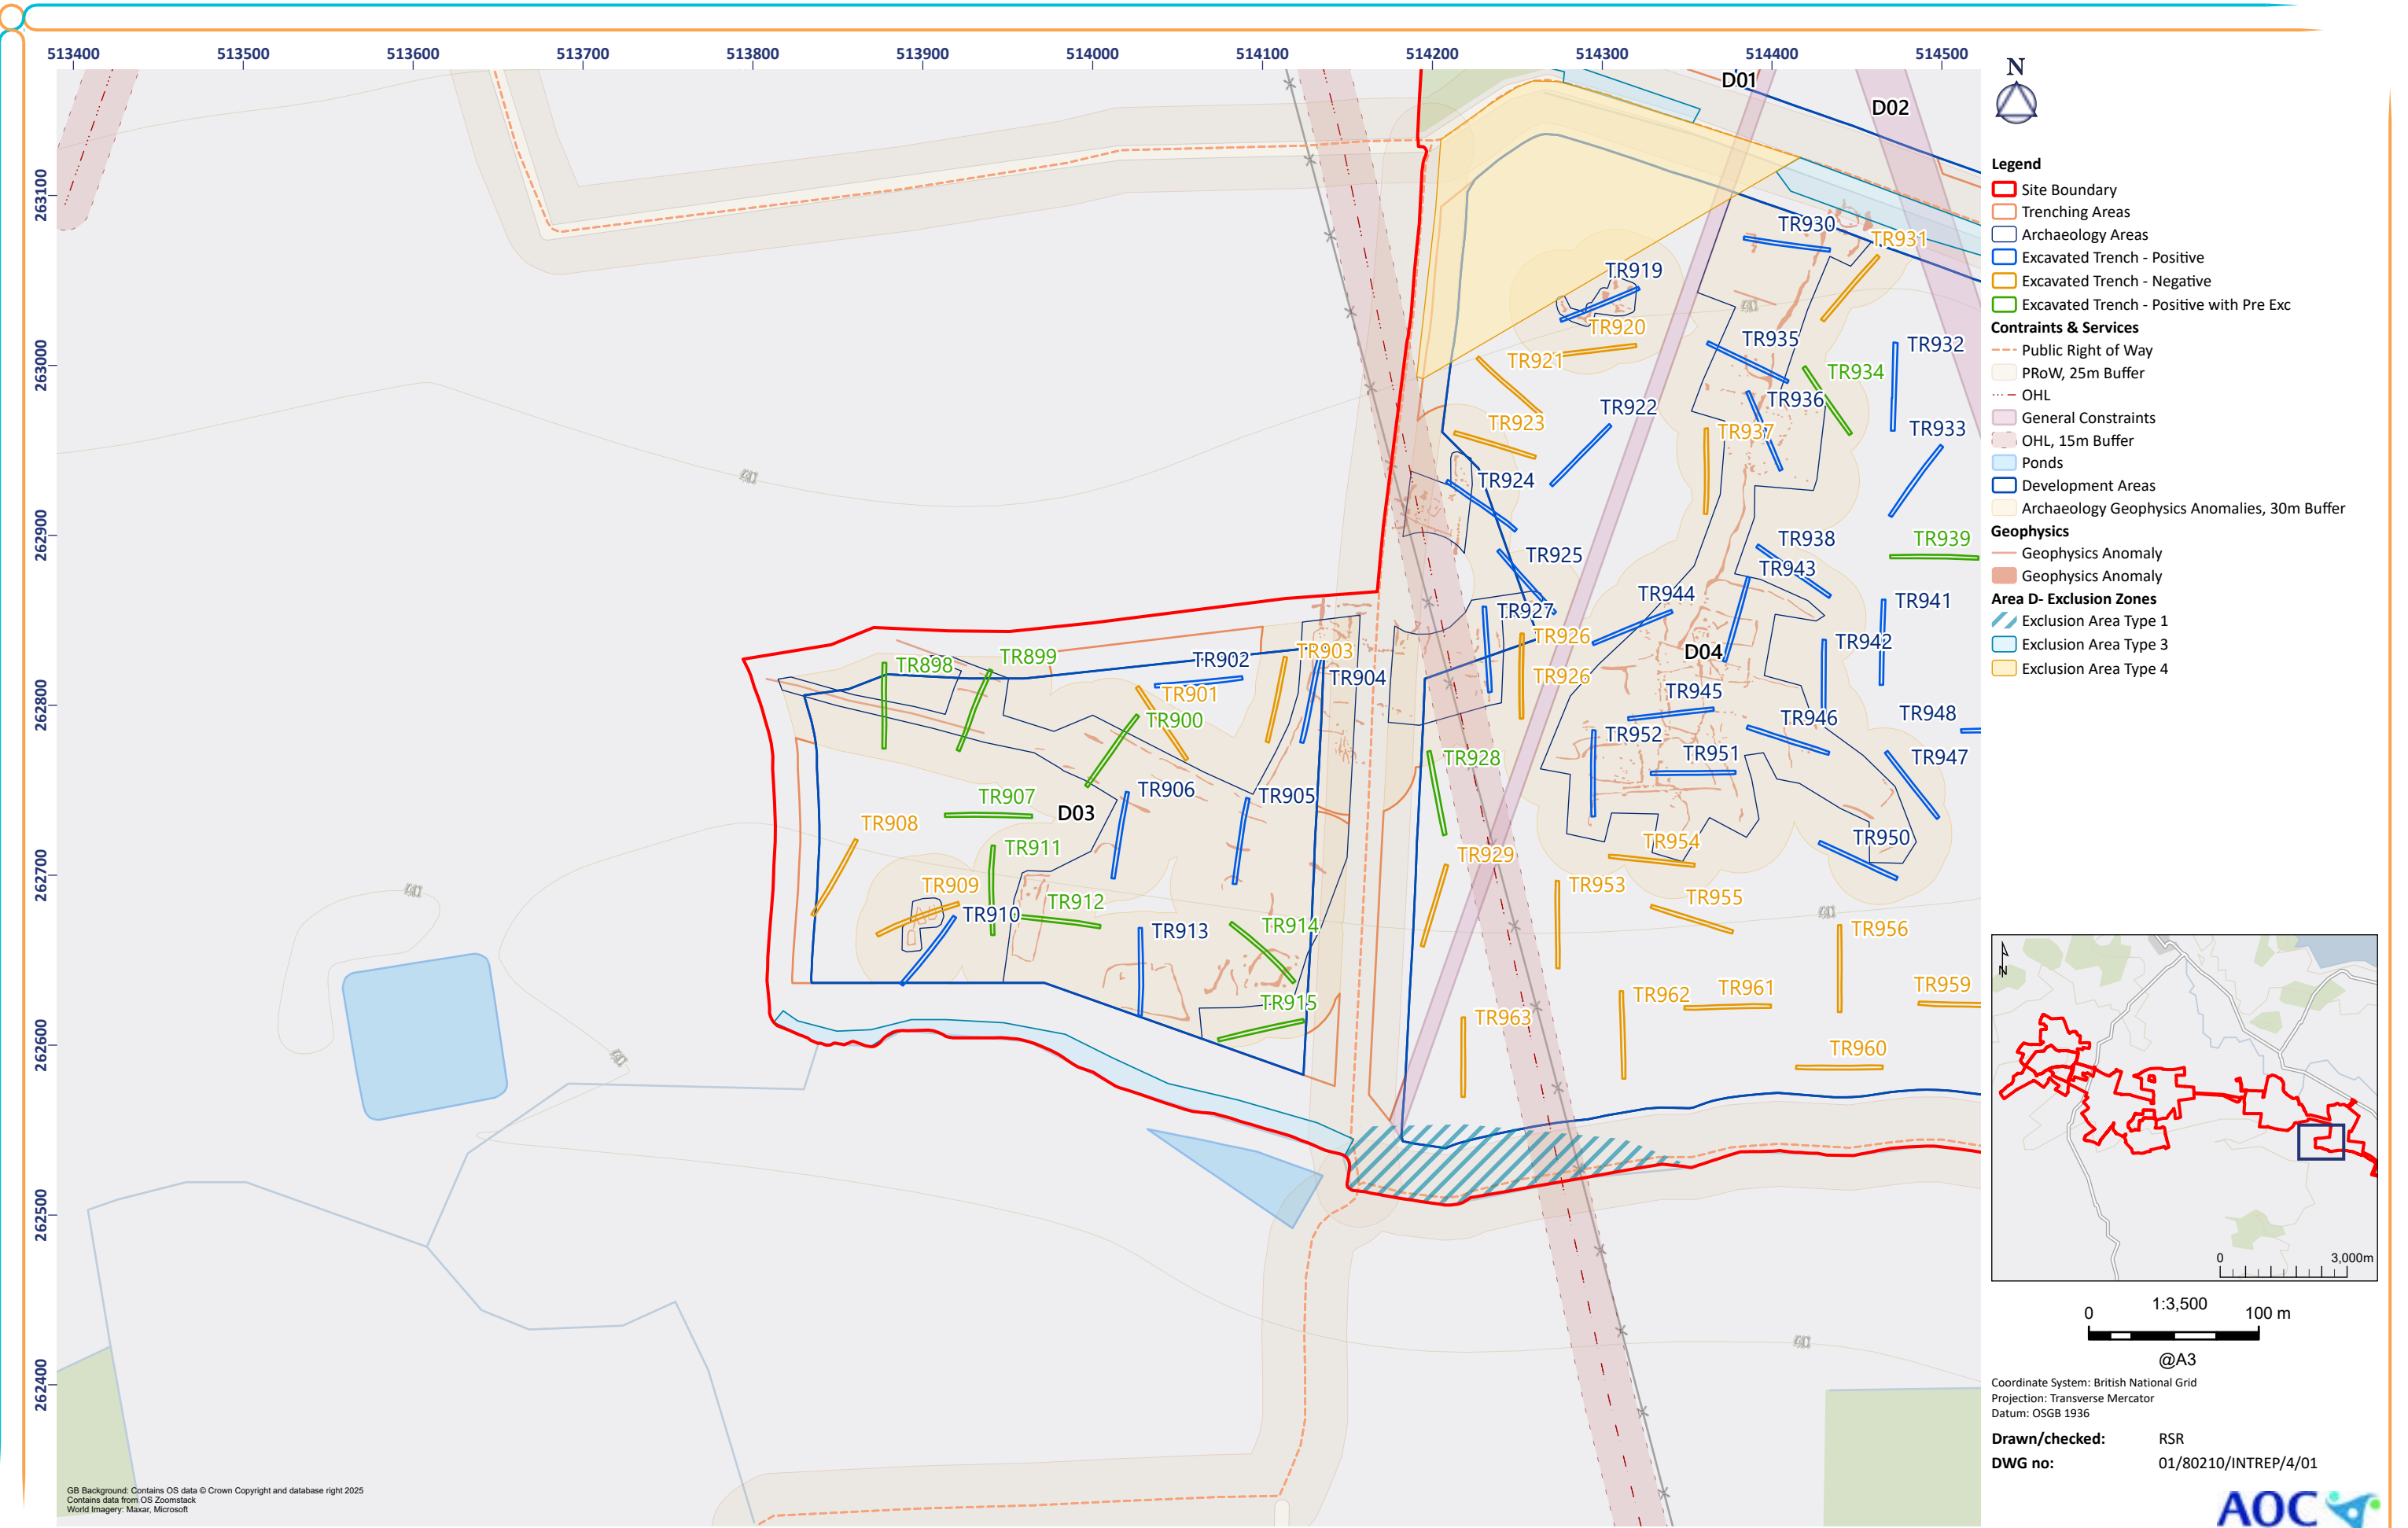 513400 513500 513600 513700 513800 513900 514000 514100 514200 514300 514400 514500
263100
263000
262900
262800
262700
262600
262500
262400
D01
D02
TR930
TR931
TR919
TR920
TR921
TR935
TR932
TR934
TR936
TR922
TR923
TR937
TR933
TR924
TR938
TR939
TR925
TR943
TR944
TR941
TR927
TR926
TR942
D04
TR926
TR898
TR899
TR902
TR903
TR904
TR901
TR900
TR945
TR946
TR948
TR952
TR951
TR947
TR928
TR907
D03
TR906
TR905
TR908
TR911
TR954
TR950
TR929
TR909
TR910
TR912
TR913
TR914
TR953
TR955
TR956
TR915
TR962
TR961
TR959
TR963
TR960
N
Legend
Site Boundary
Trenching Areas
Archaeology Areas
Excavated Trench - Positive
Excavated Trench - Negative
Excavated Trench - Positive with Pre Exc
Contraints & Services
Public Right of Way
PRoW, 25m Buffer
OHL
General Constraints
OHL, 15m Buffer
Ponds
Development Areas
Archaeology Geophysics Anomalies, 30m Buffer
Geophysics
Geophysics Anomaly
Geophysics Anomaly
Area D- Exclusion Zones
Exclusion Area Type 1
Exclusion Area Type 3
Exclusion Area Type 4
N
0 3,000m
1:3,500
0 100 m
@A3
Coordinate System: British National Grid
Projection: Transverse Mercator
Datum: OSGB 1936
Drawn/checked: RSR
DWG no: 01/80210/INTREP/4/01
AOC
GB Background: Contains OS data © Crown Copyright and database right 2025
Contains data from OS Zoomstack
World Imagery: Maxar, Microsoft